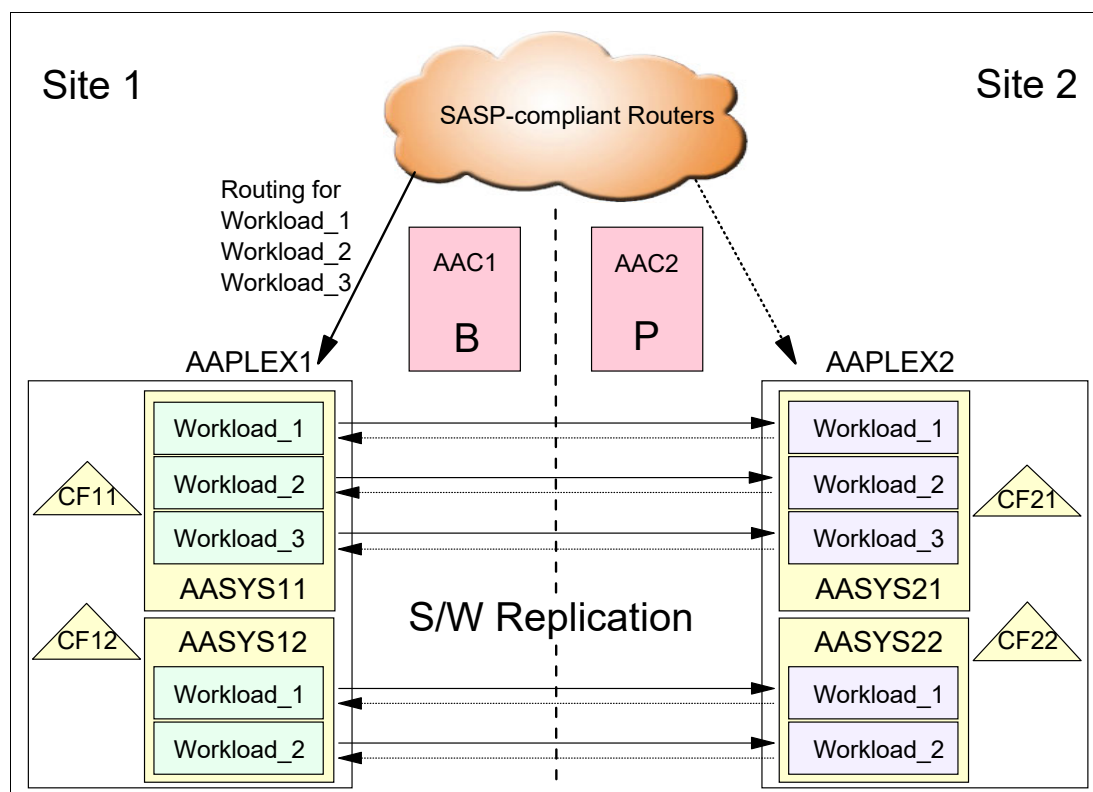 Site 1
Site 2
SASP-compliant Routers
Routing for
Workload_1
Workload_2
Workload_3
AAC1
B
AAC2
P
AAPLEX1
AAPLEX2
Workload_1
Workload_2
Workload_3
AASYS11
CF11
CF12
AASYS12
Workload_1
Workload_2
S/W Replication
Workload_1
Workload_2
Workload_3
AASYS21
CF21
CF22
AASYS22
Workload_1
Workload_2